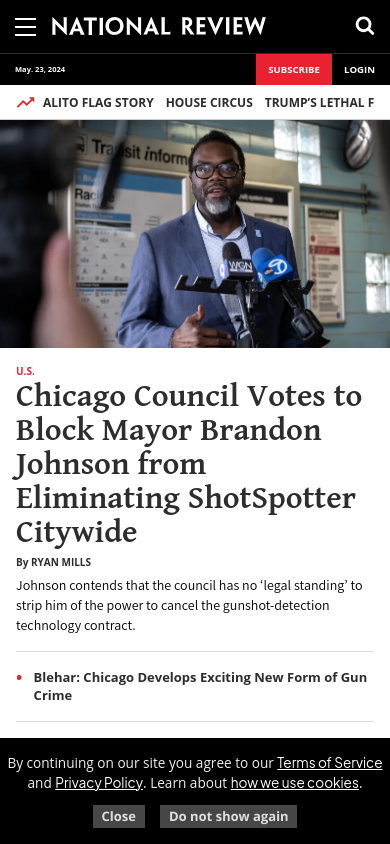 NATIONAL REVIEW
May. 23, 2024
SUBSCRIBE
LOGIN
ALITO FLAG STORY HOUSE CIRCUS TRUMP'S LETHAL F
Transit inform
WGN
7
U.S.
Chicago Council Votes to
Block Mayor Brandon
Johnson from
Eliminating ShotSpotter
Citywide
By RYAN MILLS
Johnson contends that the council has no ‘legal standing’ to
strip him of the power to cancel the gunshot-detection
technology contract.
• Blehar: Chicago Develops Exciting New Form of Gun
Crime
By continuing on our site you agree to our Terms of Service
and Privacy Policy. Learn about how we use cookies.
Close
Do not show again